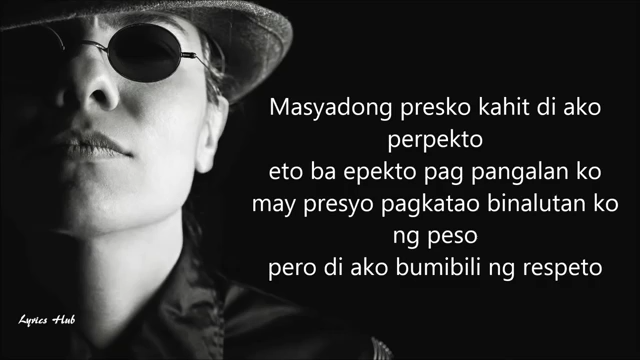 Masyadong presko kahit di ako
perpekto
eto ba epekto pag pangalan ko
may presyo pagkatao binalutan ko
ng peso
pero di ako bumibili ng respeto
Lyrics Hub